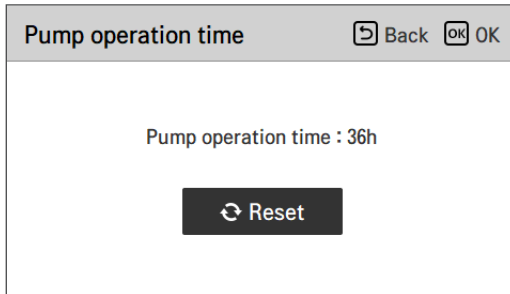 Pump operation time Back OK OK
Pump operation time : 36h
Reset